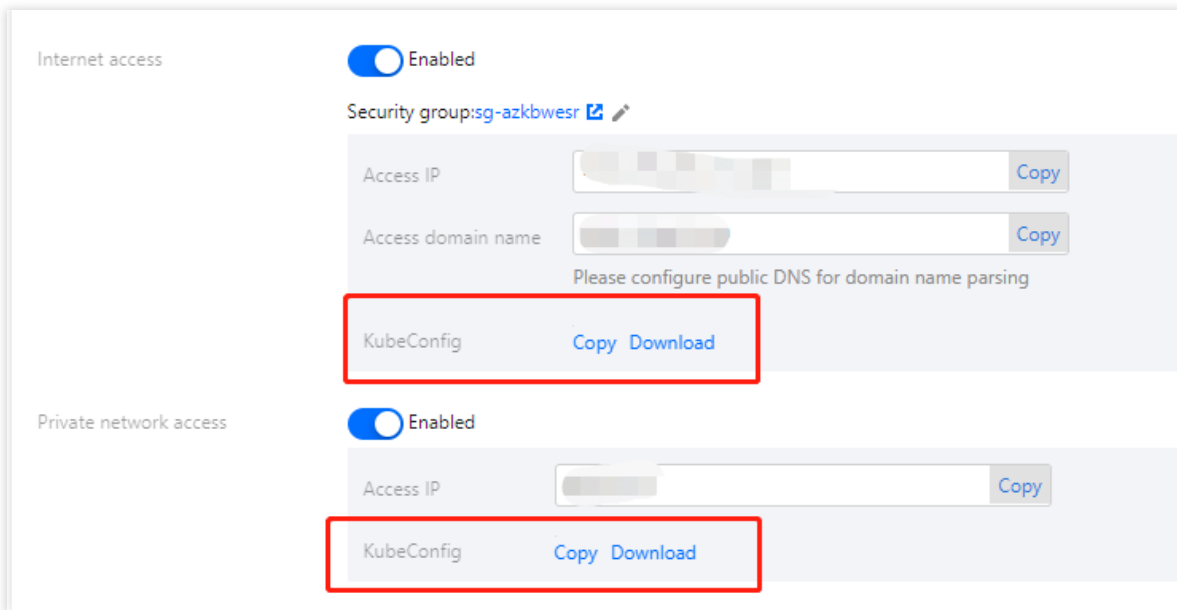 Internet access Enabled
Security group:sg-azkbwesr
Access IP Copy
Access domain name Copy
Please configure public DNS for domain name parsing
KubeConfig Copy Download
Private network access Enabled
Access IP Copy
KubeConfig Copy Download